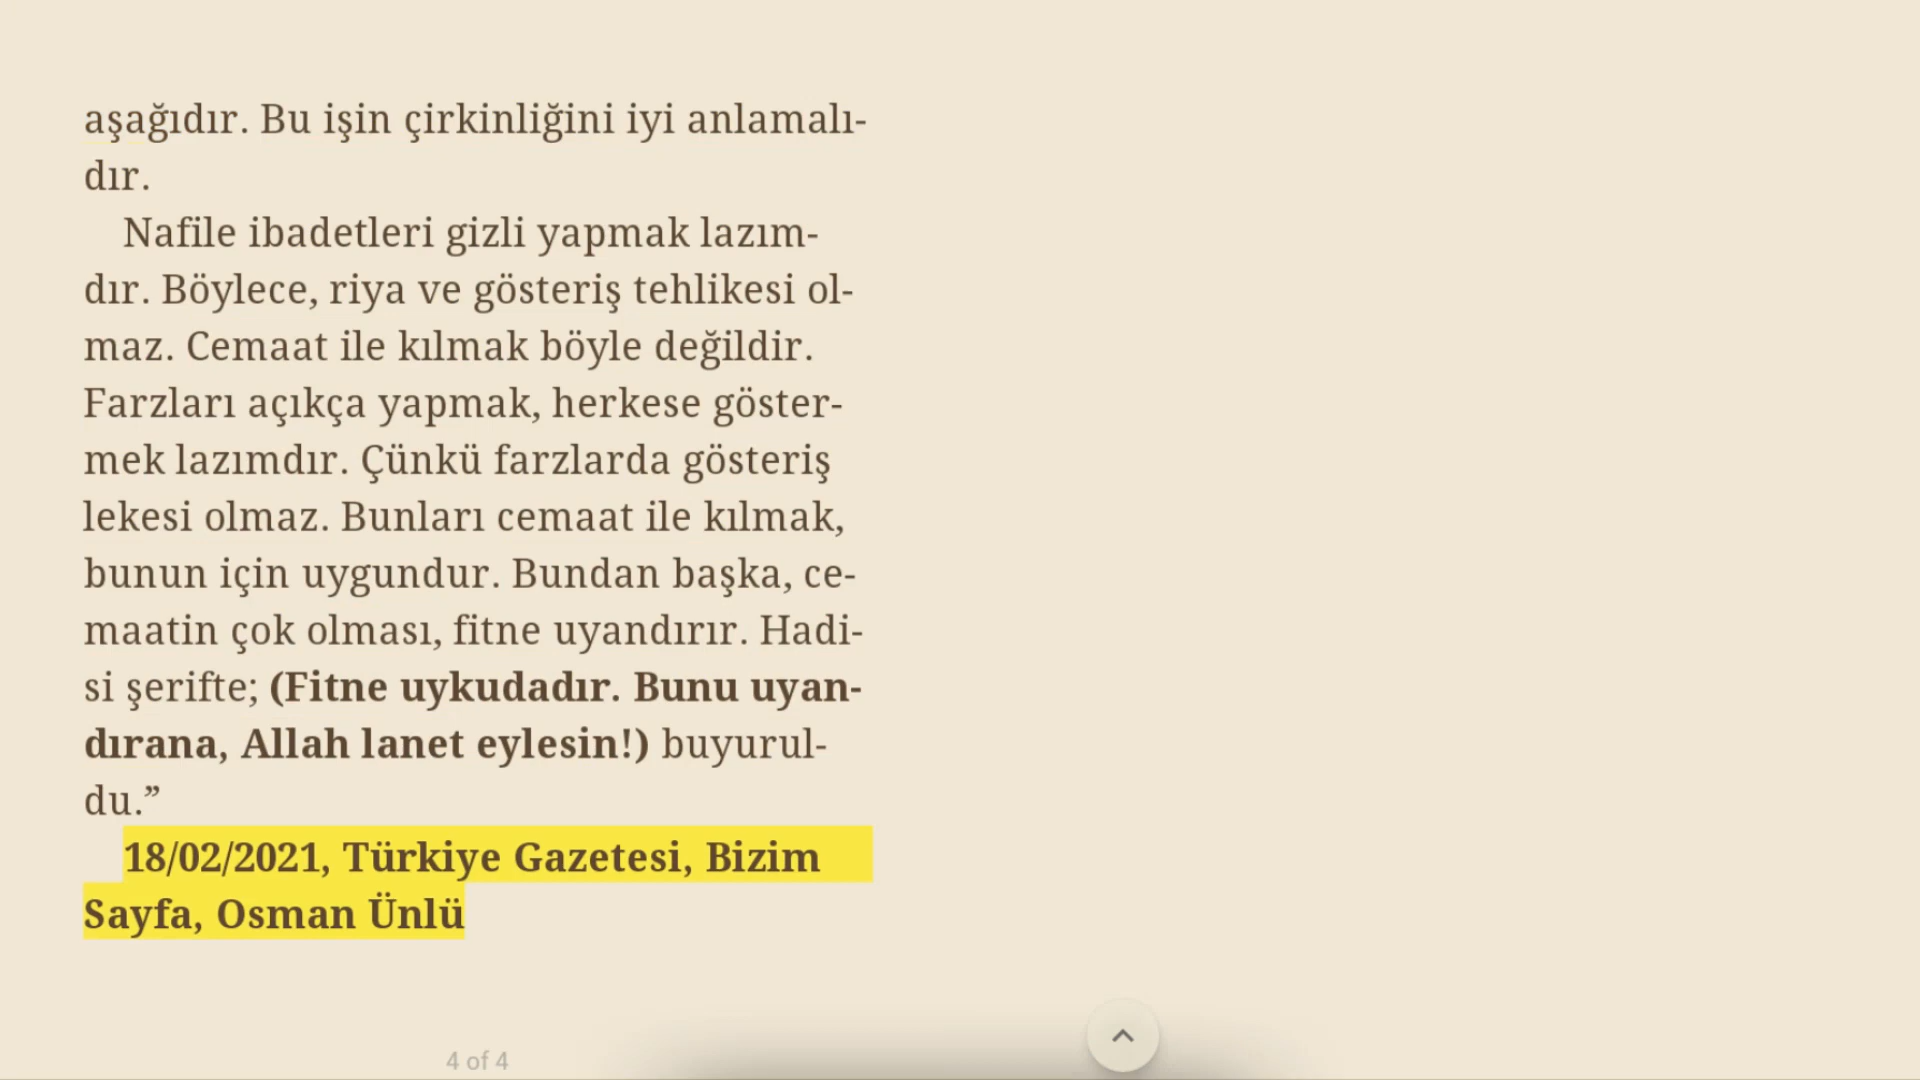 aşağıdır. Bu işin çirkinliğini iyi anlamalı-
dır.
Nafile ibadetleri gizli yapmak lazım-
dır. Böylece, riya ve gösteriş tehlikesi ol-
maz. Cemaat ile kılmak böyle değildir.
Farzları açıkça yapmak, herkese göster-
mek lazımdır. Çünkü farzlarda gösteriş
lekesi olmaz. Bunları cemaat ile kılmak,
bunun için uygundur. Bundan başka, ce-
maatin çok olması, fitne uyandırır. Hadi-
si şerifte; (Fitne uykudadır. Bunu uyan-
dırana, Allah lanet eylesin!) buyurul-
du.”
18/02/2021, Türkiye Gazetesi, Bizim
Sayfa, Osman Ünlü
4 of 4